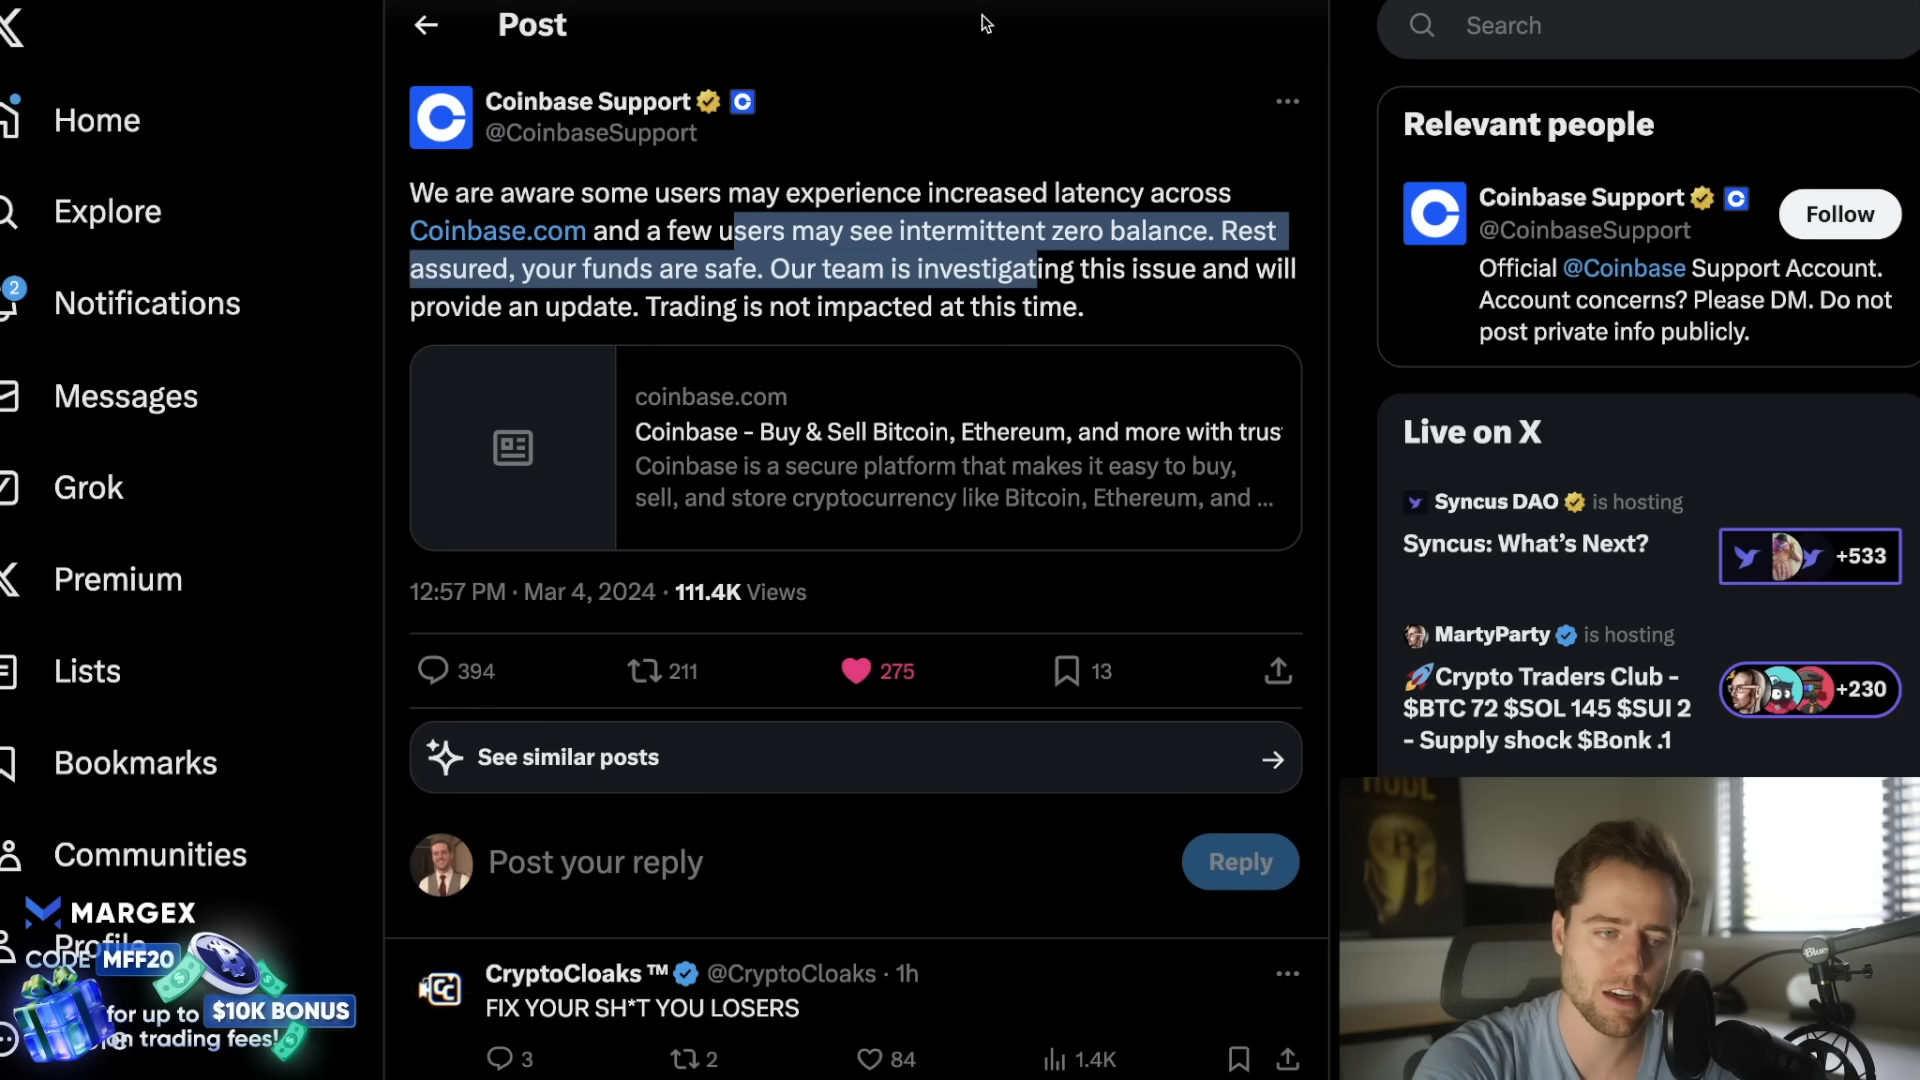 Home
Explore
2
Notifications
Messages
Grok
Premium
Lists
Bookmarks
Communities
Profile
MARGEX
CODE MFF20
for up to $10K BONUS
on trading fees!
Post
Coinbase Support
@CoinbaseSupport
We are aware some users may experience increased latency across
Coinbase.com and a few users may see intermittent zero balance. Rest
assured, your funds are safe. Our team is investigating this issue and will
provide an update. Trading is not impacted at this time.
coinbase.com
Coinbase - Buy & Sell Bitcoin, Ethereum, and more with trus
Coinbase is a secure platform that makes it easy to buy,
sell, and store cryptocurrency like Bitcoin, Ethereum, and ...
12:57 PM · Mar 4, 2024 · 111.4K Views
394 211 275 13
See similar posts
Post your reply
Reply
CryptoCloaks ™ @CryptoCloaks · 1h
FIX YOUR SH*T YOU LOSERS
3 2 84 1.4K
Search
Relevant people
Coinbase Support
@CoinbaseSupport
Follow
Official @Coinbase Support Account.
Account concerns? Please DM. Do not
post private info publicly.
Live on X
Syncus DAO is hosting
Syncus: What's Next?
+533
MartyParty is hosting
🚀Crypto Traders Club -
$BTC 72 $SOL 145 $SUI 2
- Supply shock $Bonk .1
+230
HODL
Blue